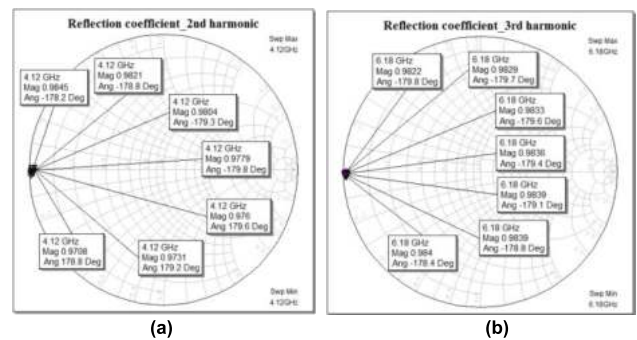 Reflection coefficient_2nd harmonic
Swp Max
4.12GHz
4.12 GHz
Mag 0.9845
Ang -178.2 Deg
4.12 GHz
Mag 0.9821
Ang -178.8 Deg
4.12 GHz
Mag 0.9804
Ang -179.3 Deg
4.12 GHz
Mag 0.9779
Ang -179.8 Deg
4.12 GHz
Mag 0.976
Ang 179.6 Deg
4.12 GHz
Mag 0.9731
Ang 179.2 Deg
4.12 GHz
Mag 0.9708
Ang 178.8 Deg
Swp Min
4.12GHz
(a)
Reflection coefficient_3rd harmonic
Swp Max
6.18GHz
6.18 GHz
Mag 0.9822
Ang -179.8 Deg
6.18 GHz
Mag 0.9829
Ang -179.7 Deg
6.18 GHz
Mag 0.9833
Ang -179.6 Deg
6.18 GHz
Mag 0.9836
Ang -179.4 Deg
6.18 GHz
Mag 0.9839
Ang -179.1 Deg
6.18 GHz
Mag 0.9839
Ang -178.8 Deg
6.18 GHz
Mag 0.984
Ang -178.4 Deg
Swp Min
6.18GHz
(b)